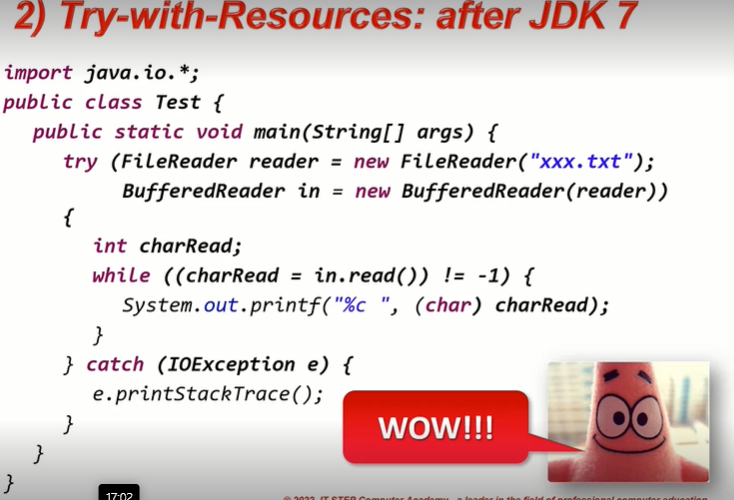 2) Try-with-Resources: after JDK 7
import java.io.*;
public class Test {
public static void main(String[] args) {
try (FileReader reader = new FileReader("xxx.txt");
BufferedReader in = new BufferedReader(reader))
{
int charRead;
while ((charRead = in.read()) != -1) {
System.out.printf("%c ", (char) charRead);
}
} catch (IOException e) {
e.printStackTrace();
}
}
}
WOW!!!
17:02
© 2022, IT STEP Computer Academy - a leader in the field of professional computer education